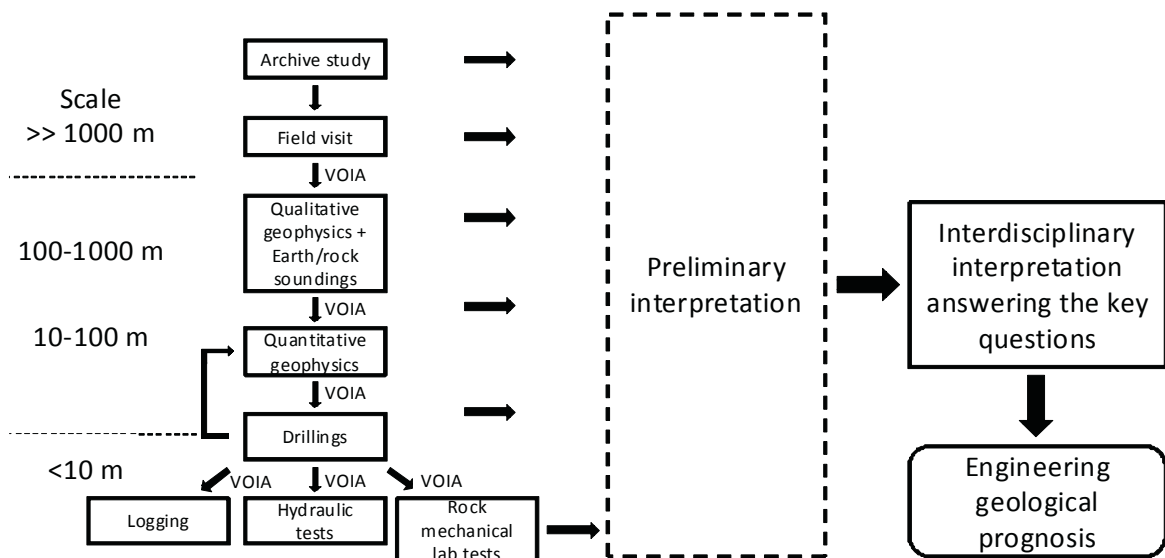 Archive study
Scale
>> 1000 m
Field visit
VOIA
Qualitative
geophysics +
Earth/rock
soundings
100-1000 m
VOIA
10-100 m
Quantitative
geophysics
VOIA
Drillings
<10 m
VOIA
VOIA
VOIA
Logging
Hydraulic
tests
Rock
mechanical
lab tests
Preliminary
interpretation
Interdisciplinary
interpretation
answering the key
questions
Engineering
geological
prognosis